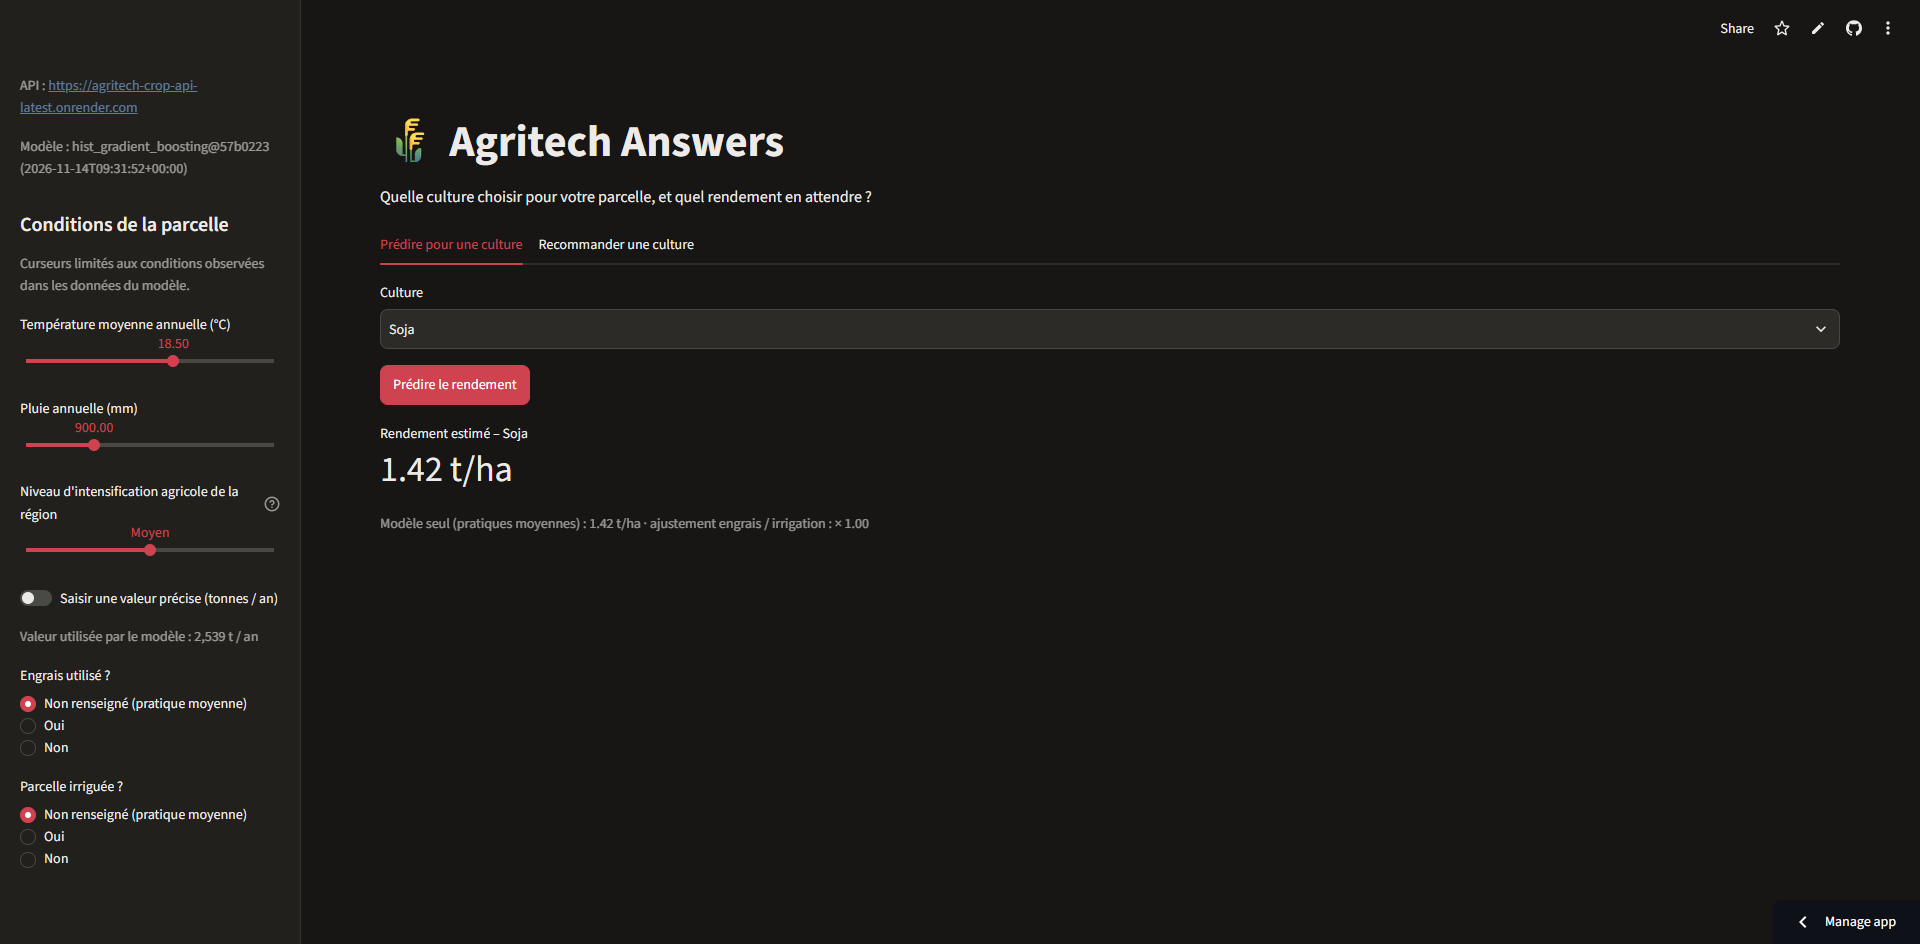 Share
API : https://agritech-crop-api-
latest.onrender.com
Modèle : hist_gradient_boosting@57b0223
(2026-11-14T09:31:52+00:00)
Conditions de la parcelle
Curseurs limités aux conditions observées
dans les données du modèle.
Température moyenne annuelle (°C)
18.50
Pluie annuelle (mm)
900.00
Niveau d'intensification agricole de la
région
Moyen
Saisir une valeur précise (tonnes / an)
Valeur utilisée par le modèle : 2,539 t / an
Engrais utilisé ?
Non renseigné (pratique moyenne)
Oui
Non
Parcelle irriguée ?
Non renseigné (pratique moyenne)
Oui
Non
Agritech Answers
Quelle culture choisir pour votre parcelle, et quel rendement en attendre ?
Prédire pour une culture Recommander une culture
Culture
Soja
Prédire le rendement
Rendement estimé – Soja
1.42 t/ha
Modèle seul (pratiques moyennes) : 1.42 t/ha · ajustement engrais / irrigation : × 1.00
Manage app